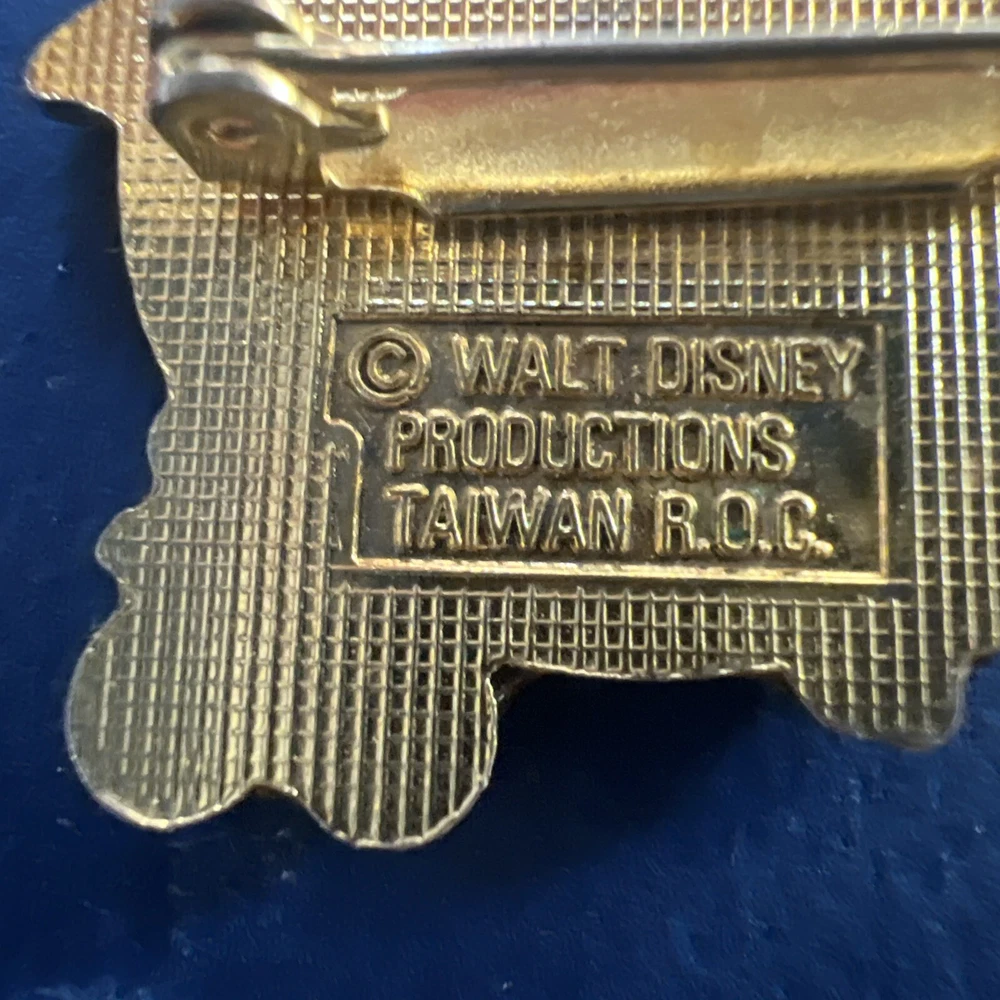 © WALT DISNEY
PRODUCTIONS
TAIWAN R.O.C.